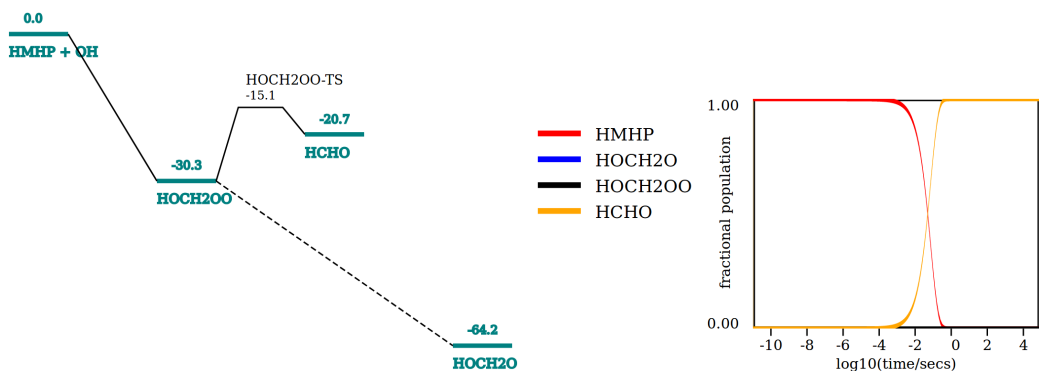 0.0
HMHP + OH
HOCH2OO-TS
-15.1
-20.7
HCHO
-30.3
HOCH2OO
-64.2
HOCH2O
HMHP
HOCH2O
HOCH2OO
HCHO
fractional population
1.00
0.00
-10 -8 -6 -4 -2 0 2 4
log10(time/secs)